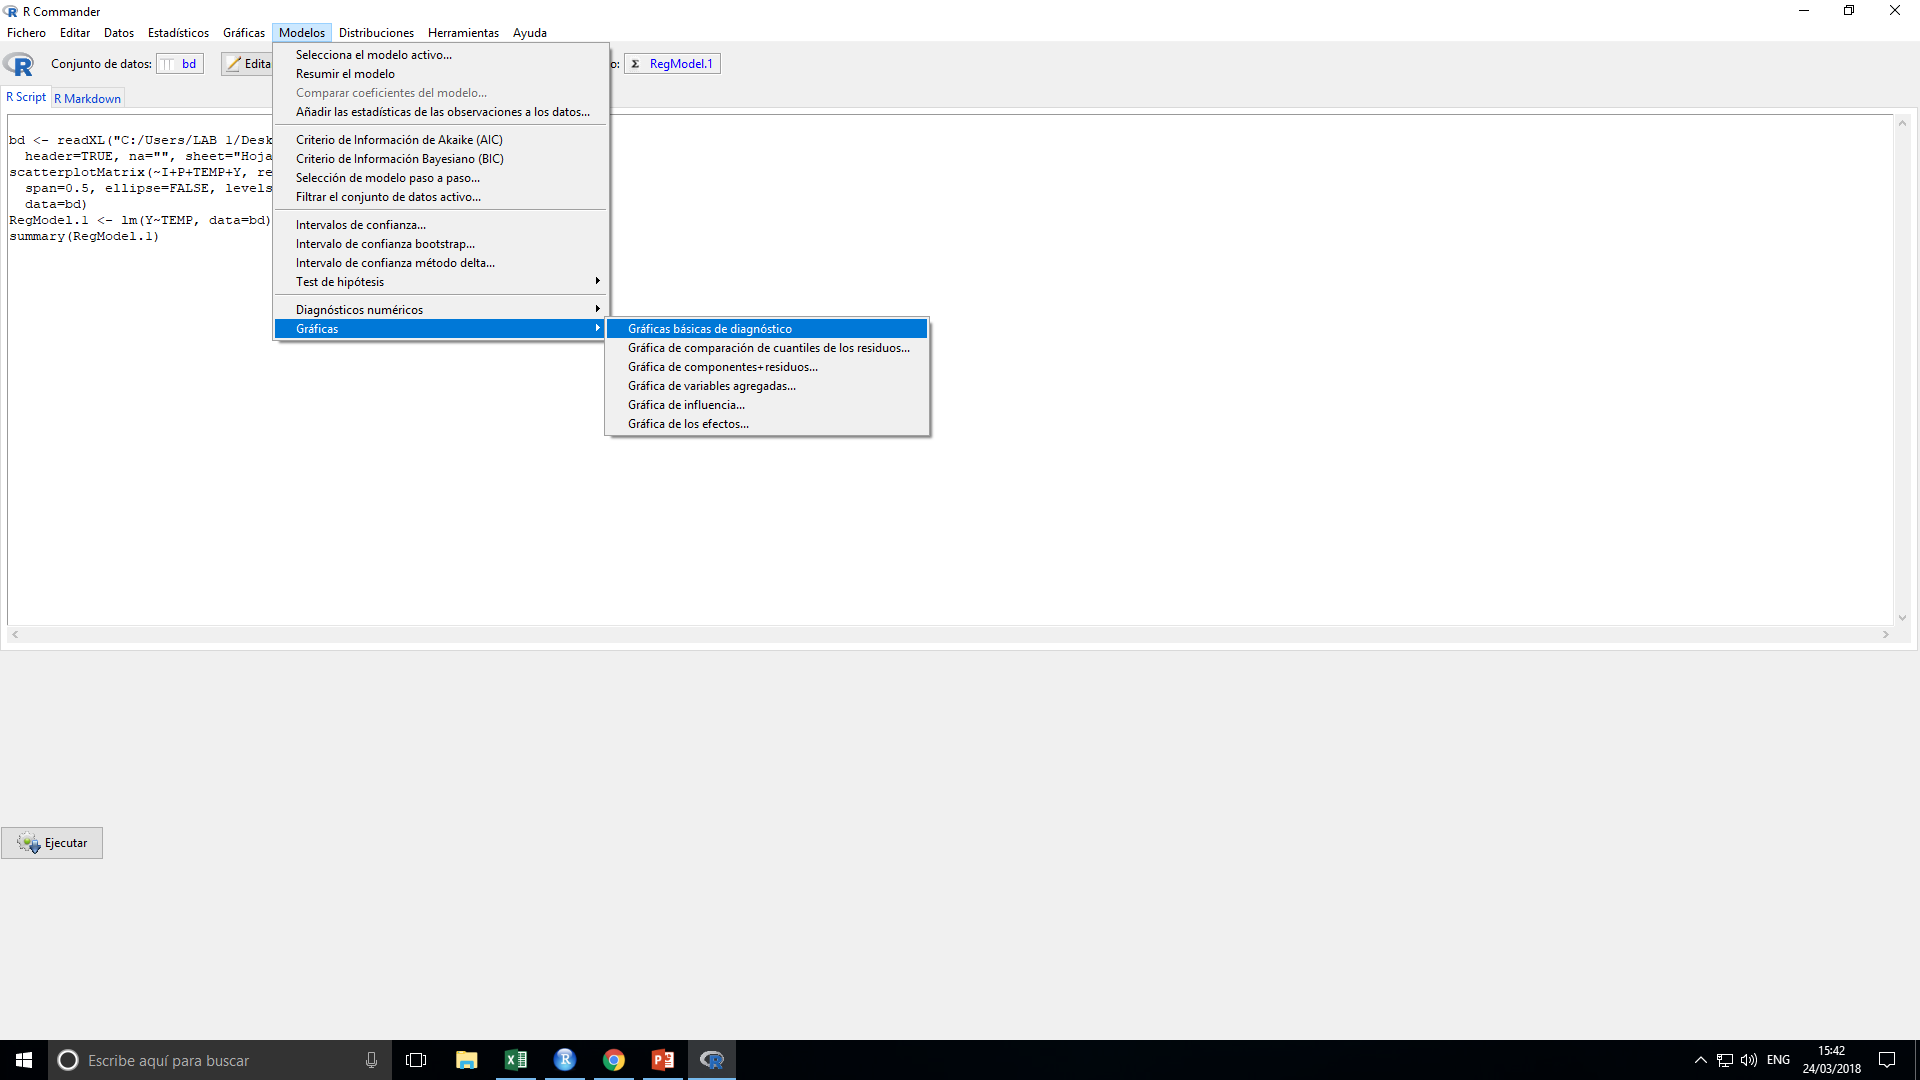 R Commander
Fichero Editar Datos Estadísticos Gráficas Modelos Distribuciones Herramientas Ayuda
Conjunto de datos: bd Edita o: Σ RegModel.1
R Script R Markdown
Selecciona el modelo activo...
Resumir el modelo
Comparar coeficientes del modelo...
Añadir las estadísticas de las observaciones a los datos...
Criterio de Información de Akaike (AIC)
Criterio de Información Bayesiano (BIC)
Selección de modelo paso a paso...
Filtrar el conjunto de datos activo...
Intervalos de confianza...
Intervalo de confianza bootstrap...
Intervalo de confianza método delta...
Test de hipótesis
Diagnósticos numéricos
Gráficas
Gráficas básicas de diagnóstico
Gráfica de comparación de cuantiles de los residuos...
Gráfica de componentes+residuos...
Gráfica de variables agregadas...
Gráfica de influencia...
Gráfica de los efectos...
bd <- readXL("C:/Users/LAB 1/Desk
header=TRUE, na="", sheet="Hoja
scatterplotMatrix(~I+P+TEMP+Y, re
span=0.5, ellipse=FALSE, levels
data=bd)
RegModel.1 <- lm(Y~TEMP, data=bd)
summary(RegModel.1)
Ejecutar
Escribe aquí para buscar
ENG
15:42
24/03/2018